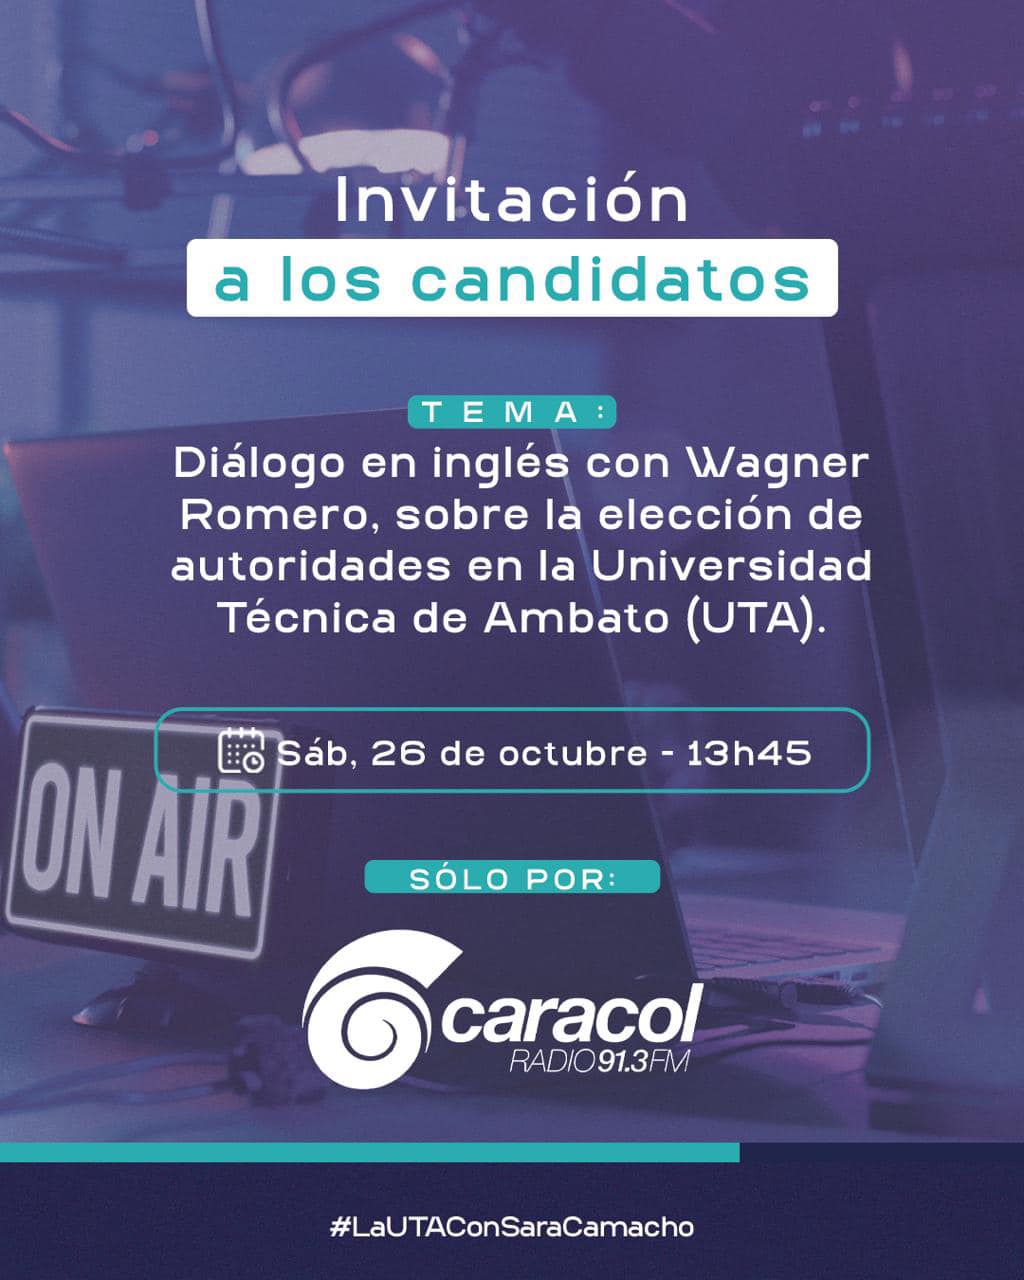 Invitación
a los candidatos
TEMA:
Diálogo en inglés con Wagner
Romero, sobre la elección de
autoridades en la Universidad
Técnica de Ambato (UTA).
Sáb, 26 de octubre - 13h45
ON AIR
SÓLO POR:
caracol
RADIO 91.3 FM
#LaUTAConSaraCamacho